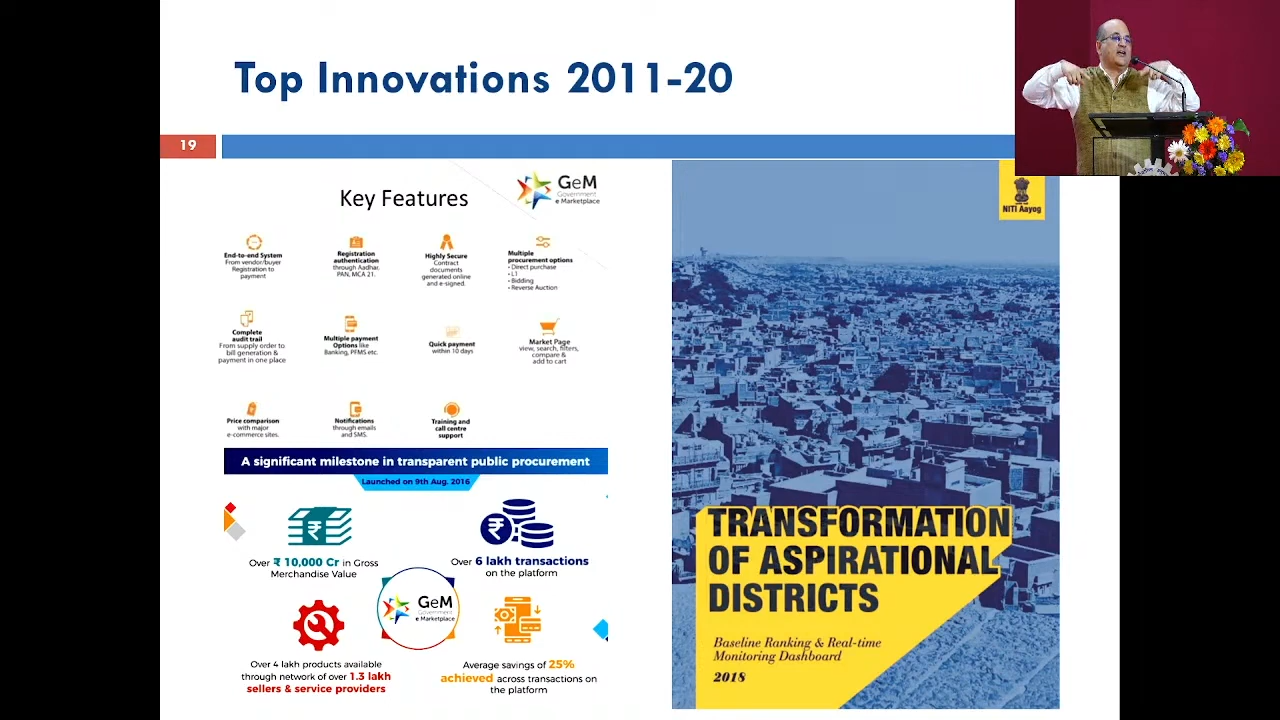 Top Innovations 2011-20
19
Key Features
GeM
Government
e Marketplace
End-to-end System
From vendor/buyer
Registration to
payment
Registration
authentication
through Aadhar,
PAN, MCA 21.
Highly Secure
Contract
documents
generated online
and e-signed.
Multiple
procurement options
• Direct purchase
• L1
• Bidding
• Reverse Auction
Complete
audit trail
From supply order to
bill generation &
payment in one place
Multiple payment
Options like
Banking, PFMS etc.
Quick payment
within 10 days
Market Page
view, search, filters,
compare &
add to cart
Price comparison
with major
e-commerce sites.
Notifications
through emails
and SMS.
Training and
call centre
support
A significant milestone in transparent public procurement
Launched on 9th Aug. 2016
Over ₹ 10,000 Cr in Gross
Merchandise Value
Over 6 lakh transactions
on the platform
GeM
Government
e Marketplace
Over 4 lakh products available
through network of over 1.3 lakh
sellers & service providers
Average savings of 25%
achieved across transactions on
the platform
NITI Aayog
TRANSFORMATION
OF ASPIRATIONAL
DISTRICTS
Baseline Ranking & Real-time
Monitoring Dashboard
2018